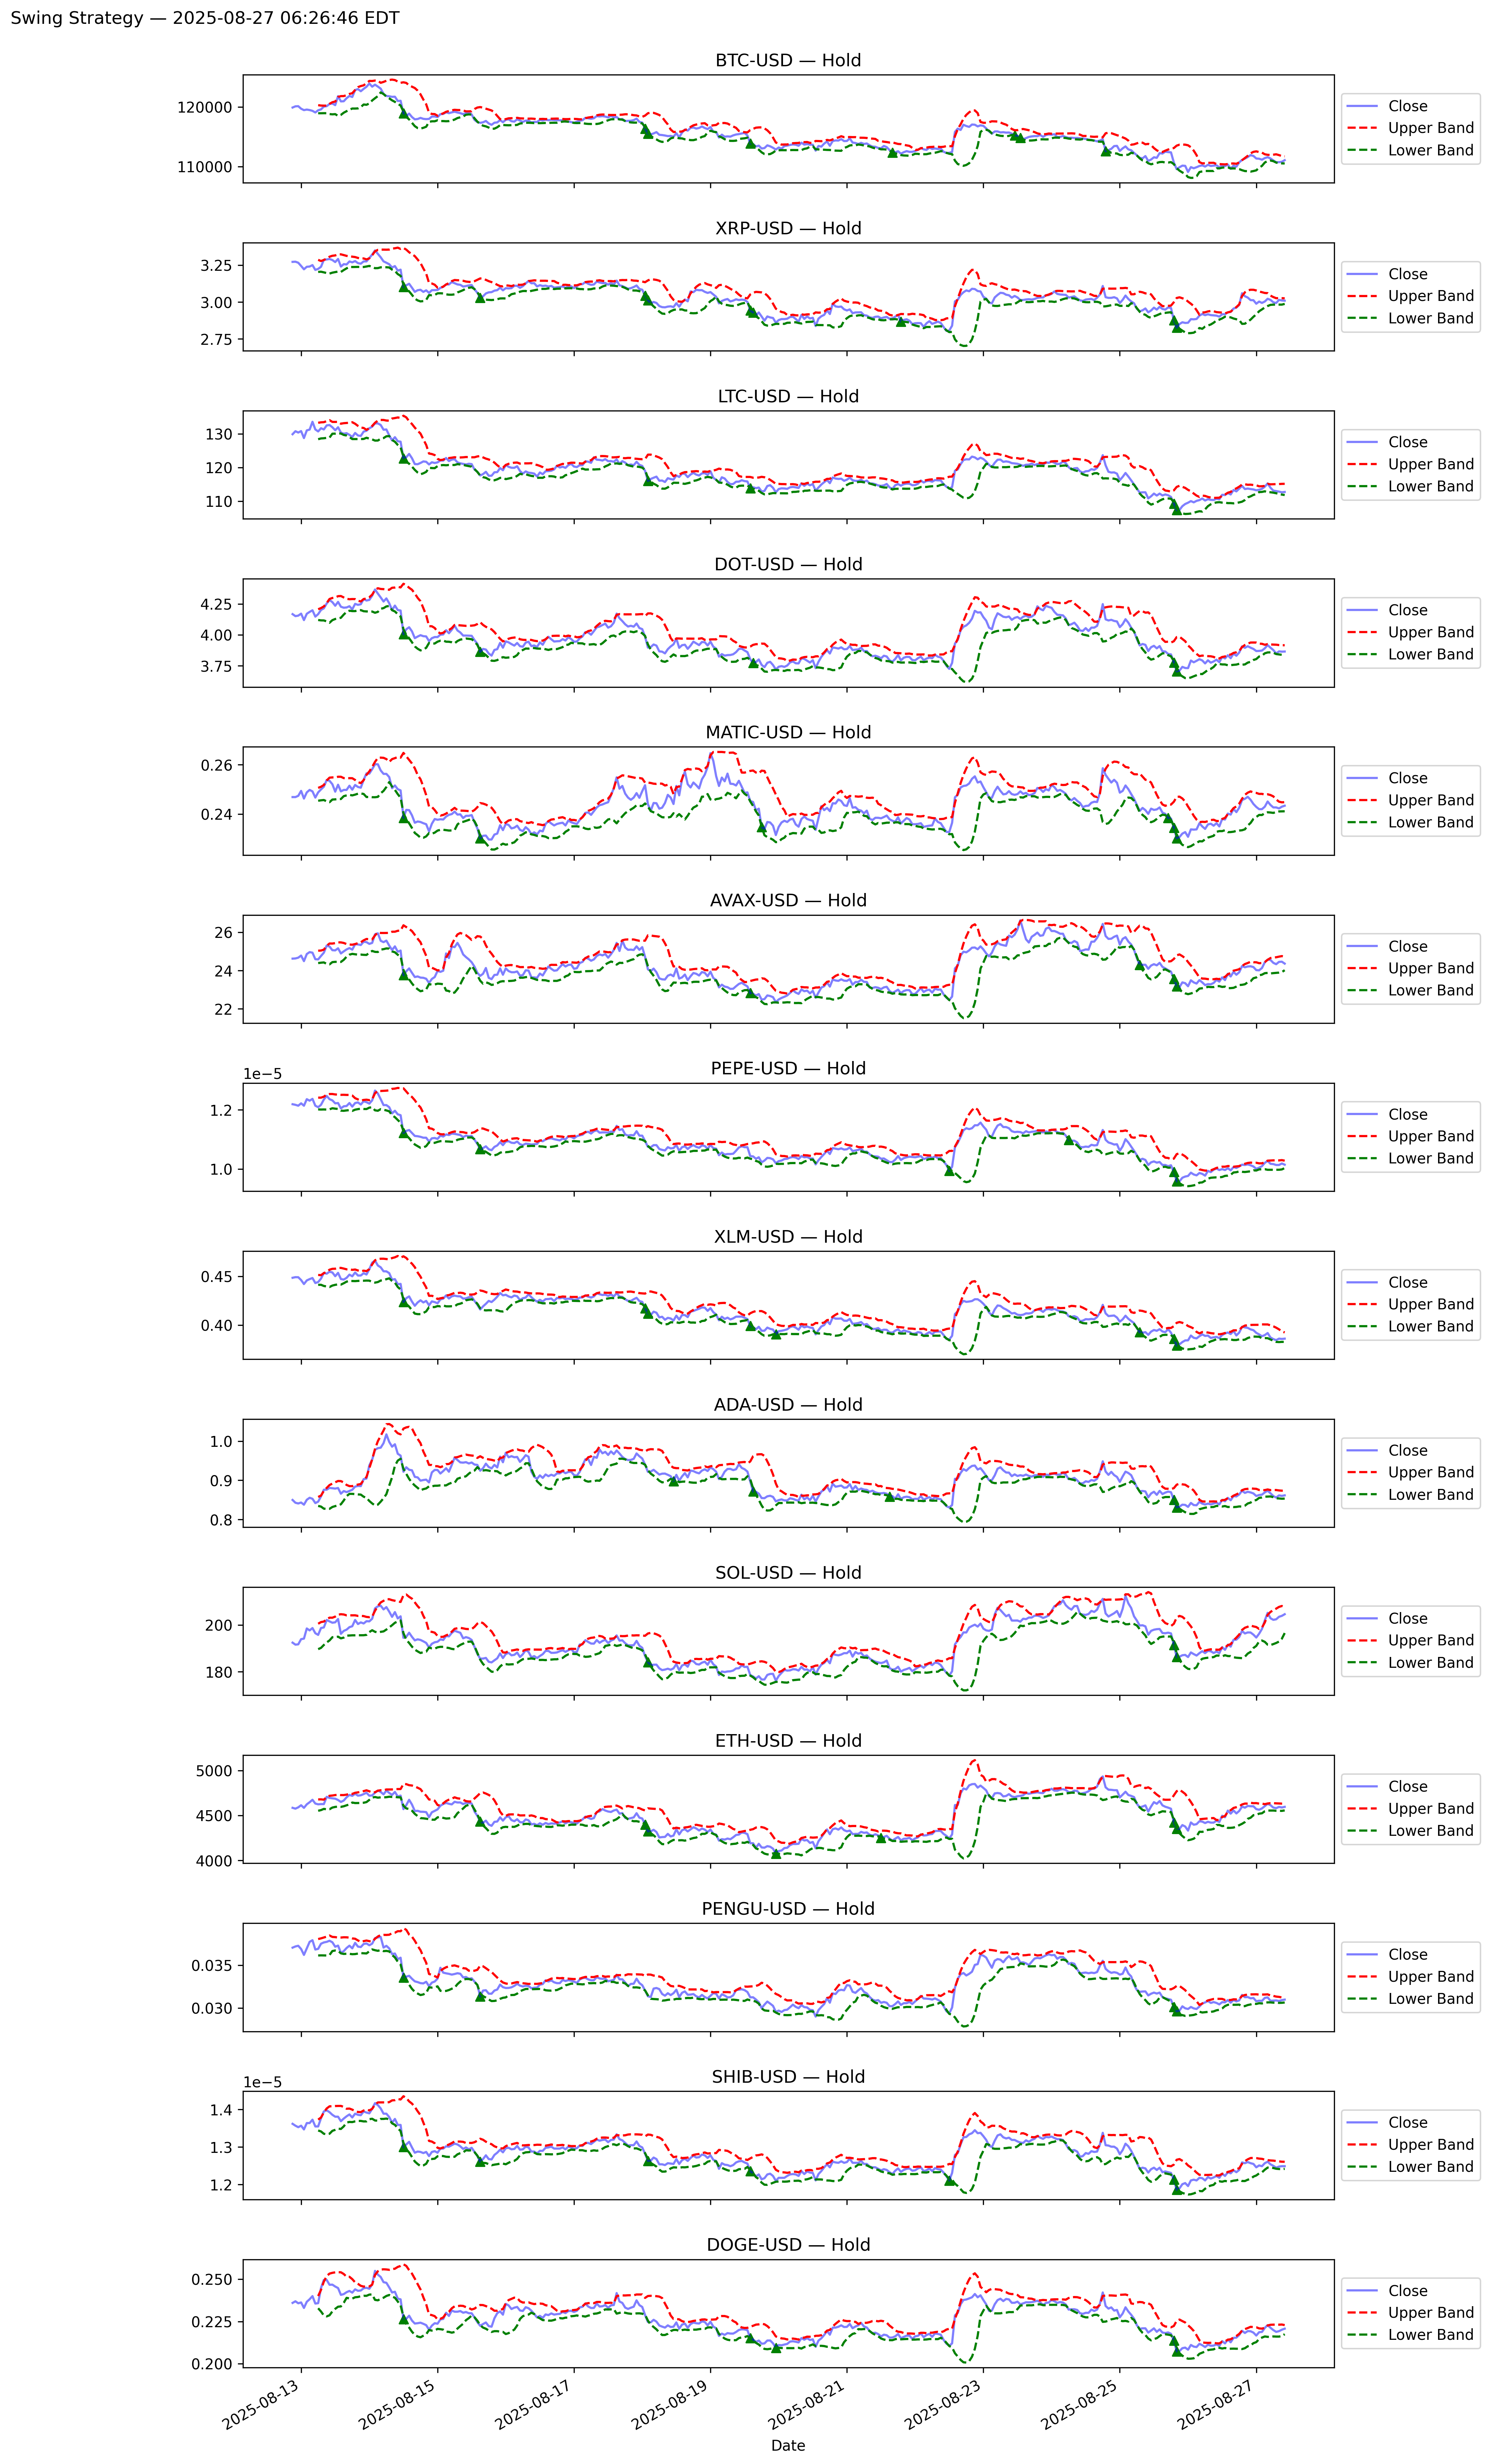 Swing Strategy — 2025-08-27 06:26:46 EDT
BTC-USD — Hold
120000
110000
Close
Upper Band
Lower Band
XRP-USD — Hold
3.25
3.00
2.75
Close
Upper Band
Lower Band
LTC-USD — Hold
130
120
110
Close
Upper Band
Lower Band
DOT-USD — Hold
4.25
4.00
3.75
Close
Upper Band
Lower Band
MATIC-USD — Hold
0.26
0.24
Close
Upper Band
Lower Band
AVAX-USD — Hold
26
24
22
Close
Upper Band
Lower Band
PEPE-USD — Hold
1e−5
1.2
1.0
Close
Upper Band
Lower Band
XLM-USD — Hold
0.45
0.40
Close
Upper Band
Lower Band
ADA-USD — Hold
1.0
0.9
0.8
Close
Upper Band
Lower Band
SOL-USD — Hold
200
180
Close
Upper Band
Lower Band
ETH-USD — Hold
5000
4500
4000
Close
Upper Band
Lower Band
PENGU-USD — Hold
0.035
0.030
Close
Upper Band
Lower Band
SHIB-USD — Hold
1e−5
1.4
1.3
1.2
Close
Upper Band
Lower Band
DOGE-USD — Hold
0.250
0.225
0.200
Close
Upper Band
Lower Band
2025-08-13
2025-08-15
2025-08-17
2025-08-19
2025-08-21
2025-08-23
2025-08-25
2025-08-27
Date